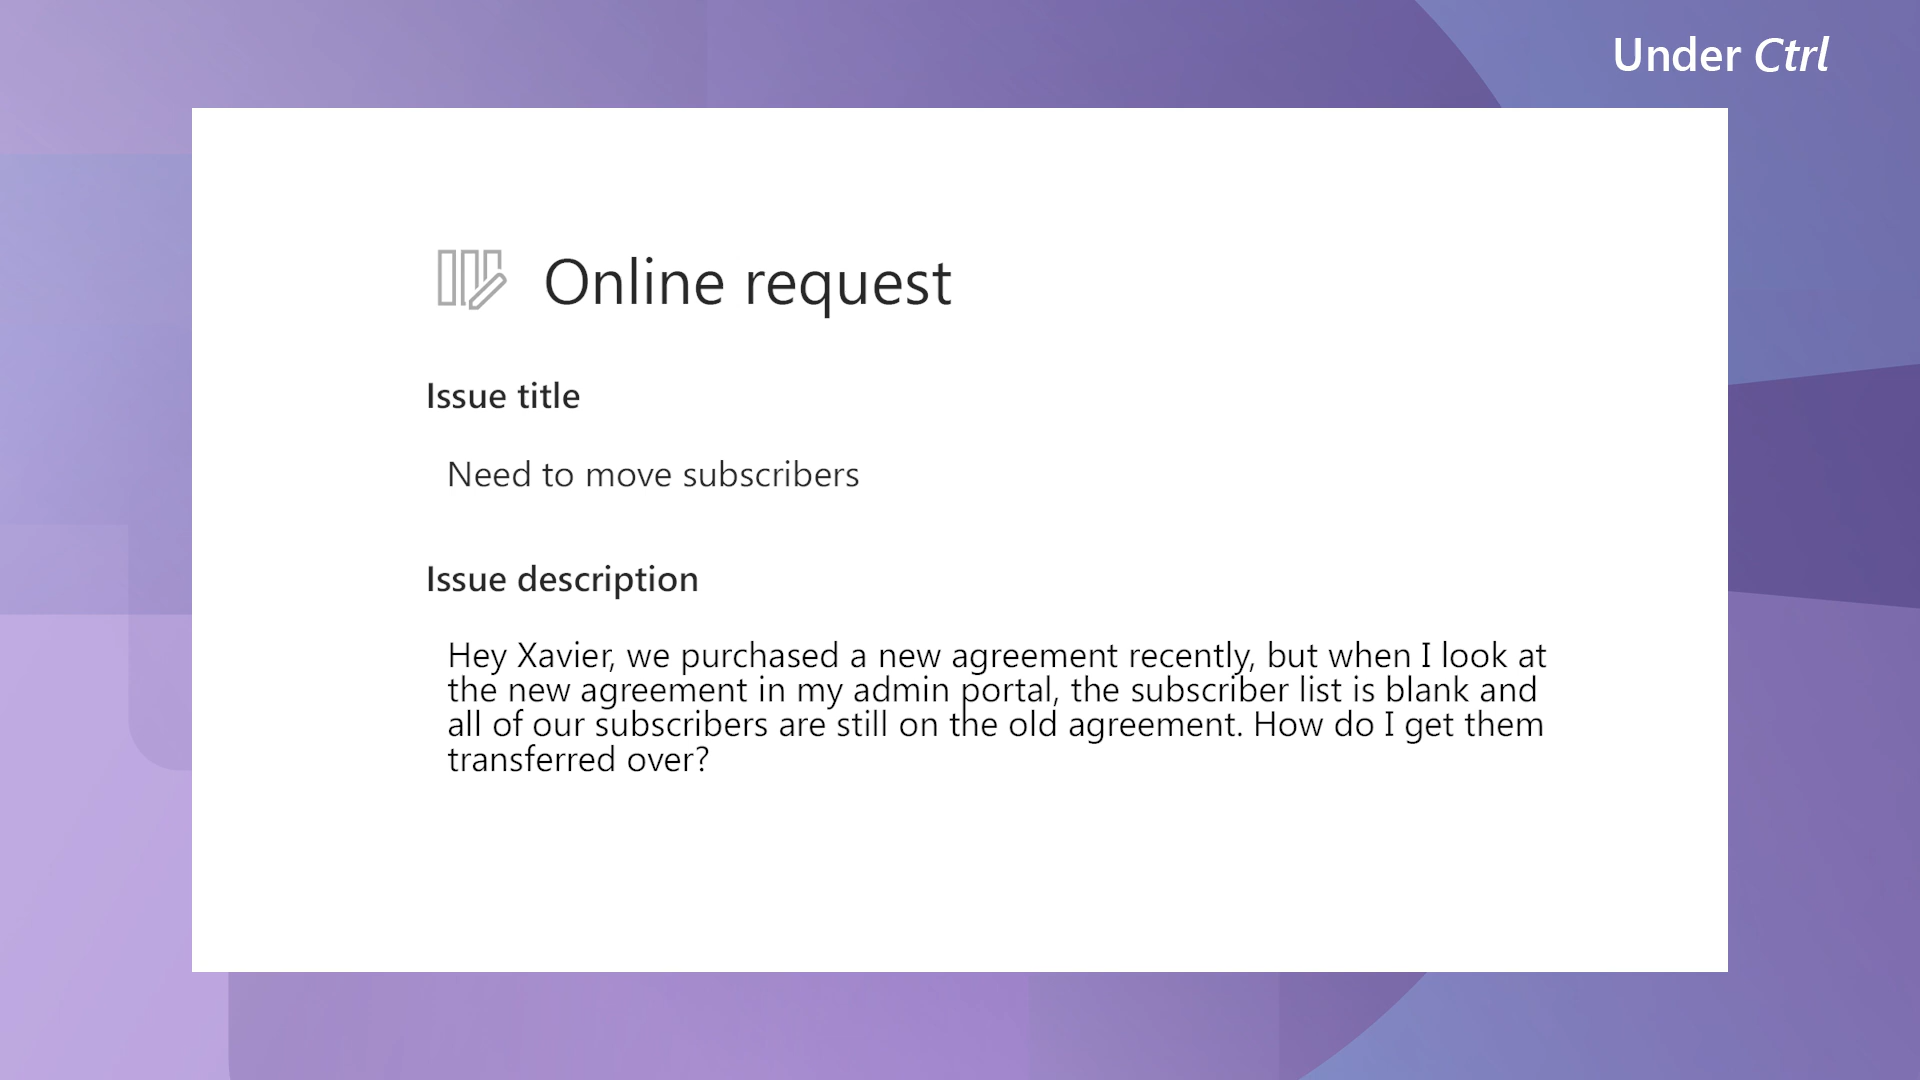 Under Ctrl
Online request
Issue title
Need to move subscribers
Issue description
Hey Xavier, we purchased a new agreement recently, but when I look at
the new agreement in my admin portal, the subscriber list is blank and
all of our subscribers are still on the old agreement. How do I get them
transferred over?